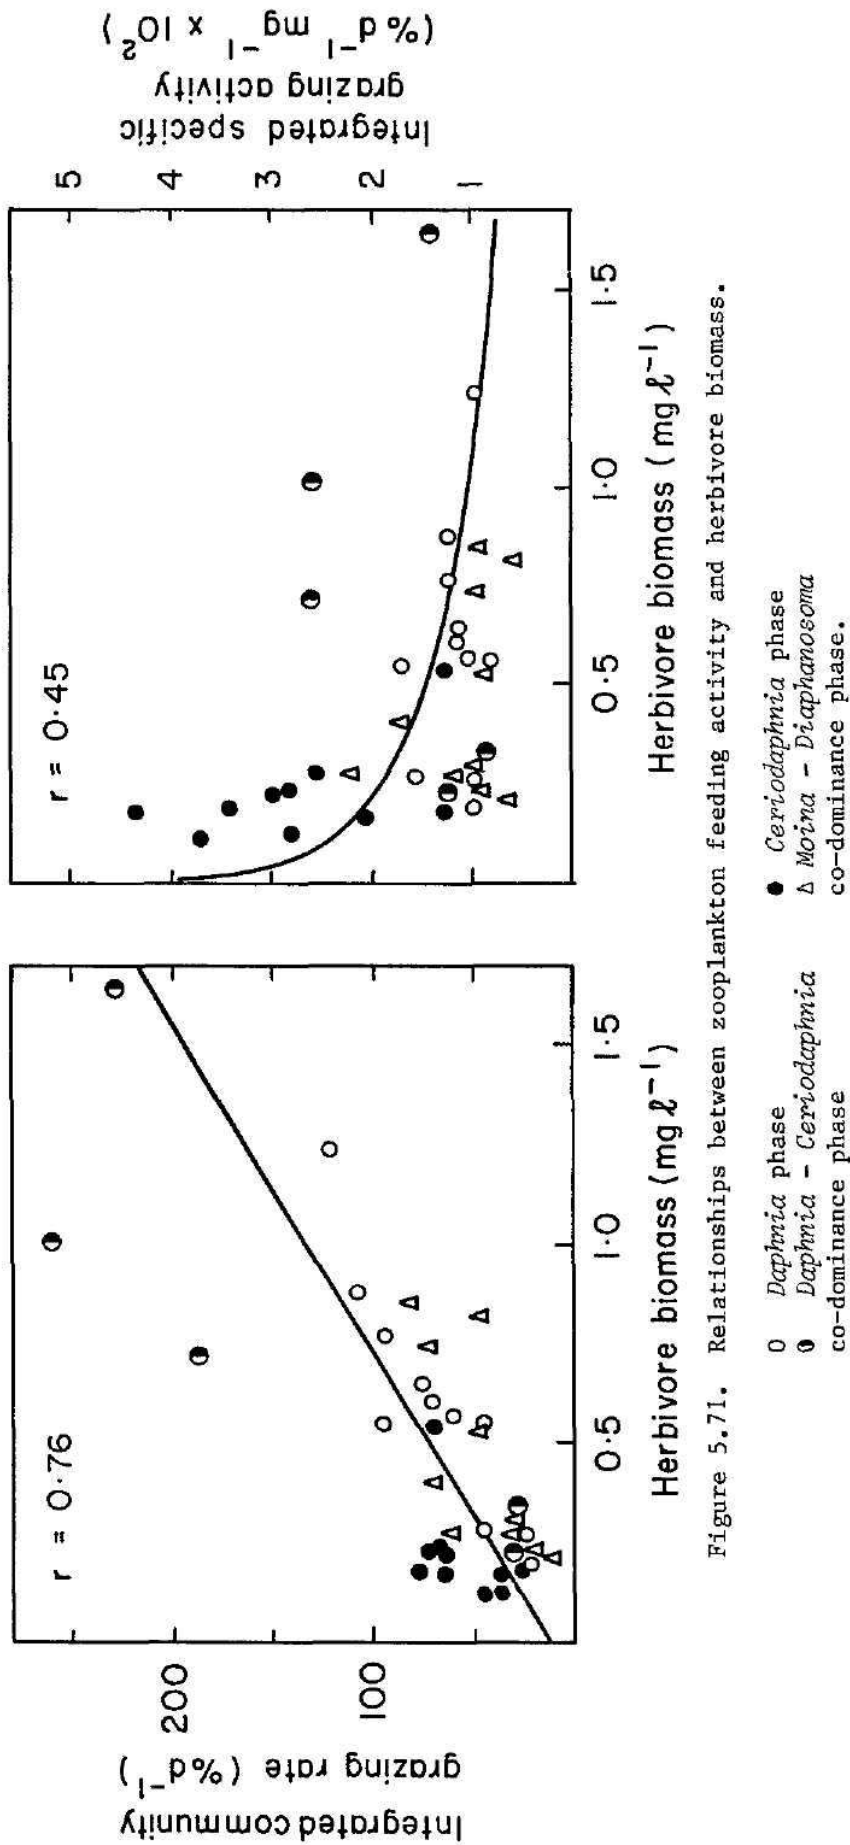 Integrated community
grazing rate (%d⁻¹)
200
100
r = 0·76
0·5
1·0
1·5
Herbivore biomass (mg ℓ⁻¹)
r = 0·45
0·5
1·0
1·5
Herbivore biomass (mg ℓ⁻¹)
5
4
3
2
1
Integrated specific
grazing activity
(%d⁻¹ mg⁻¹ x 10²)
Figure 5.71. Relationships between zooplankton feeding activity and herbivore biomass.
Daphnia phase
Daphnia - Ceriodaphnia
co-dominance phase
Ceriodaphnia phase
Moina - Diaphanosoma
co-dominance phase.